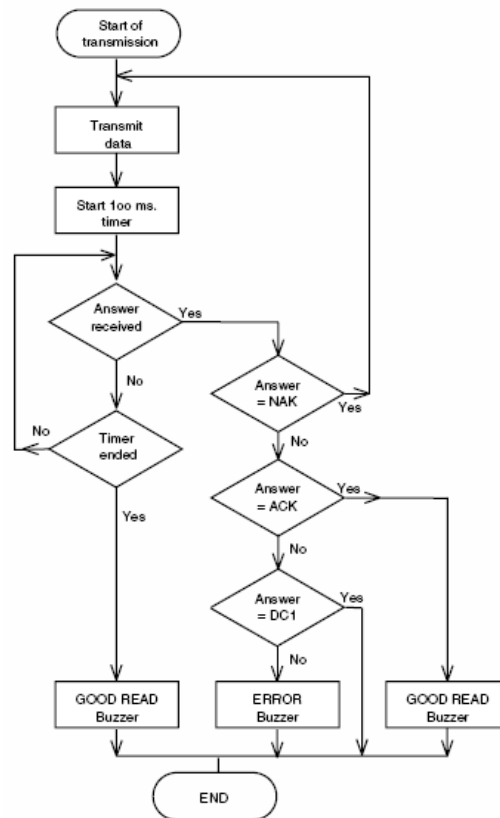 Start of
transmission
Transmit
data
Start 1oo ms.
timer
Answer
received
Yes
No
Answer
= NAK
Yes
No
Timer
ended
No
Yes
Answer
= ACK
Yes
No
Answer
= DC1
Yes
No
GOOD READ
Buzzer
ERROR
Buzzer
GOOD READ
Buzzer
END